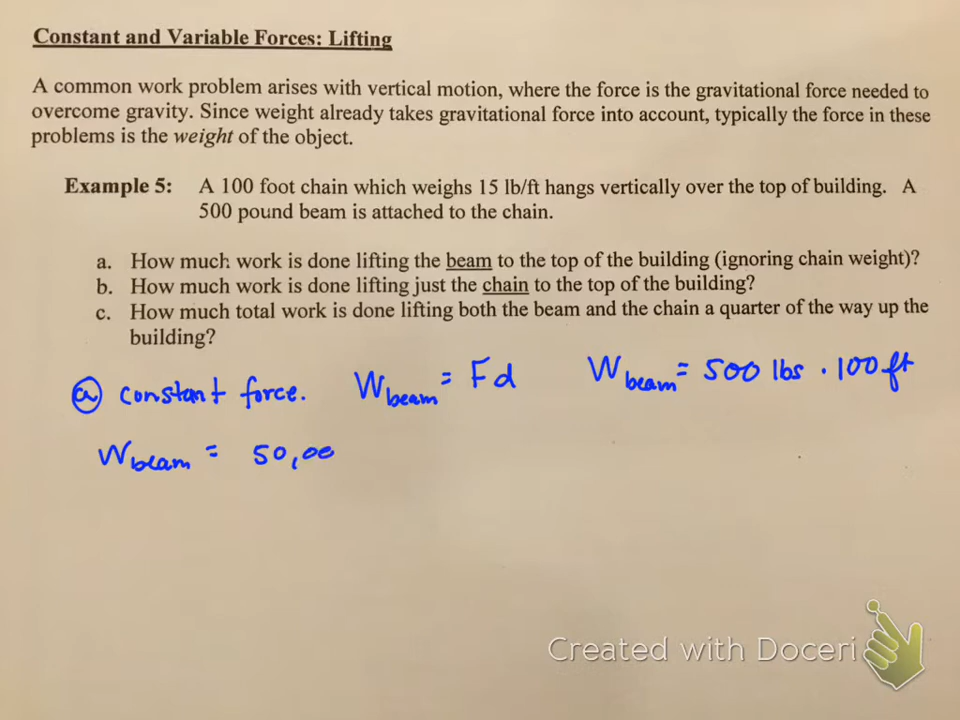 Constant and Variable Forces: Lifting
A common work problem arises with vertical motion, where the force is the gravitational force needed to
overcome gravity. Since weight already takes gravitational force into account, typically the force in these
problems is the weight of the object.
Example 5: A 100 foot chain which weighs 15 lb/ft hangs vertically over the top of building. A
500 pound beam is attached to the chain.
a. How much work is done lifting the beam to the top of the building (ignoring chain weight)?
b. How much work is done lifting just the chain to the top of the building?
c. How much total work is done lifting both the beam and the chain a quarter of the way up the
building?
ⓐ constant force. W beam = Fd W beam = 500 lbs · 100 ft
W beam = 50,00
Created with Doceri